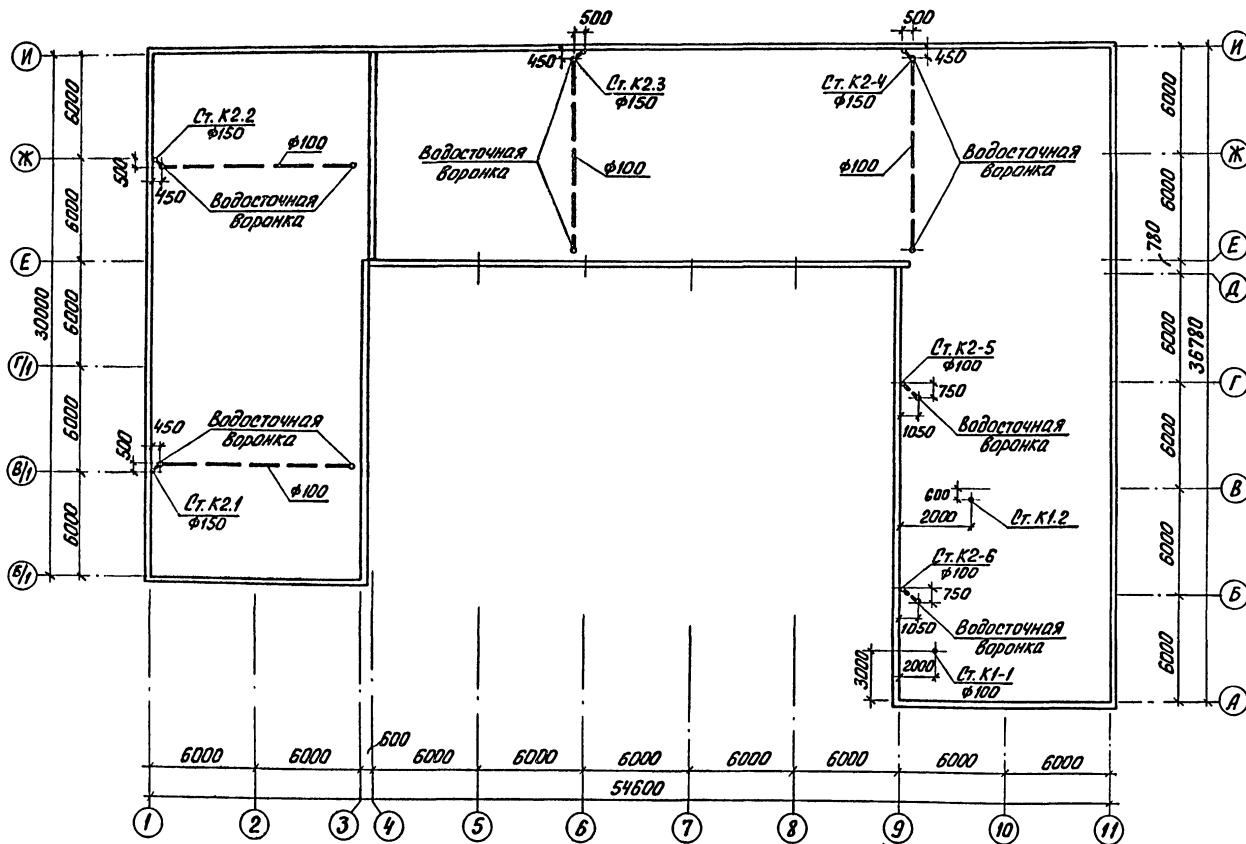 500
500
И
И
450
450
Ст. К2.3
ф150
Ст. К2-4
ф150
6000
6000
Ст. К2.2
ф150
ф100
Водосточная
воронка
ф100
ф100
Водосточная
воронка
Ж
Ж
500
450
Водосточная
воронка
6000
6000
780
Е
Е
Д
30000
6000
6000
36780
Г/1
Ст. К2-5
ф100
750
Г
1050
Водосточная
воронка
6000
6000
450
Водосточная
воронка
500
В/1
ф100
Ст. К2.1
ф150
В
600
2000
Ст. К1.2
6000
6000
Б/1
Ст. К2-6
ф100
750
Б
1050
Водосточная
воронка
3000
2000
Ст. К1-1
ф100
6000
А
6000
6000
600
6000
6000
6000
6000
6000
6000
6000
54600
1
2
3
4
5
6
7
8
9
10
11